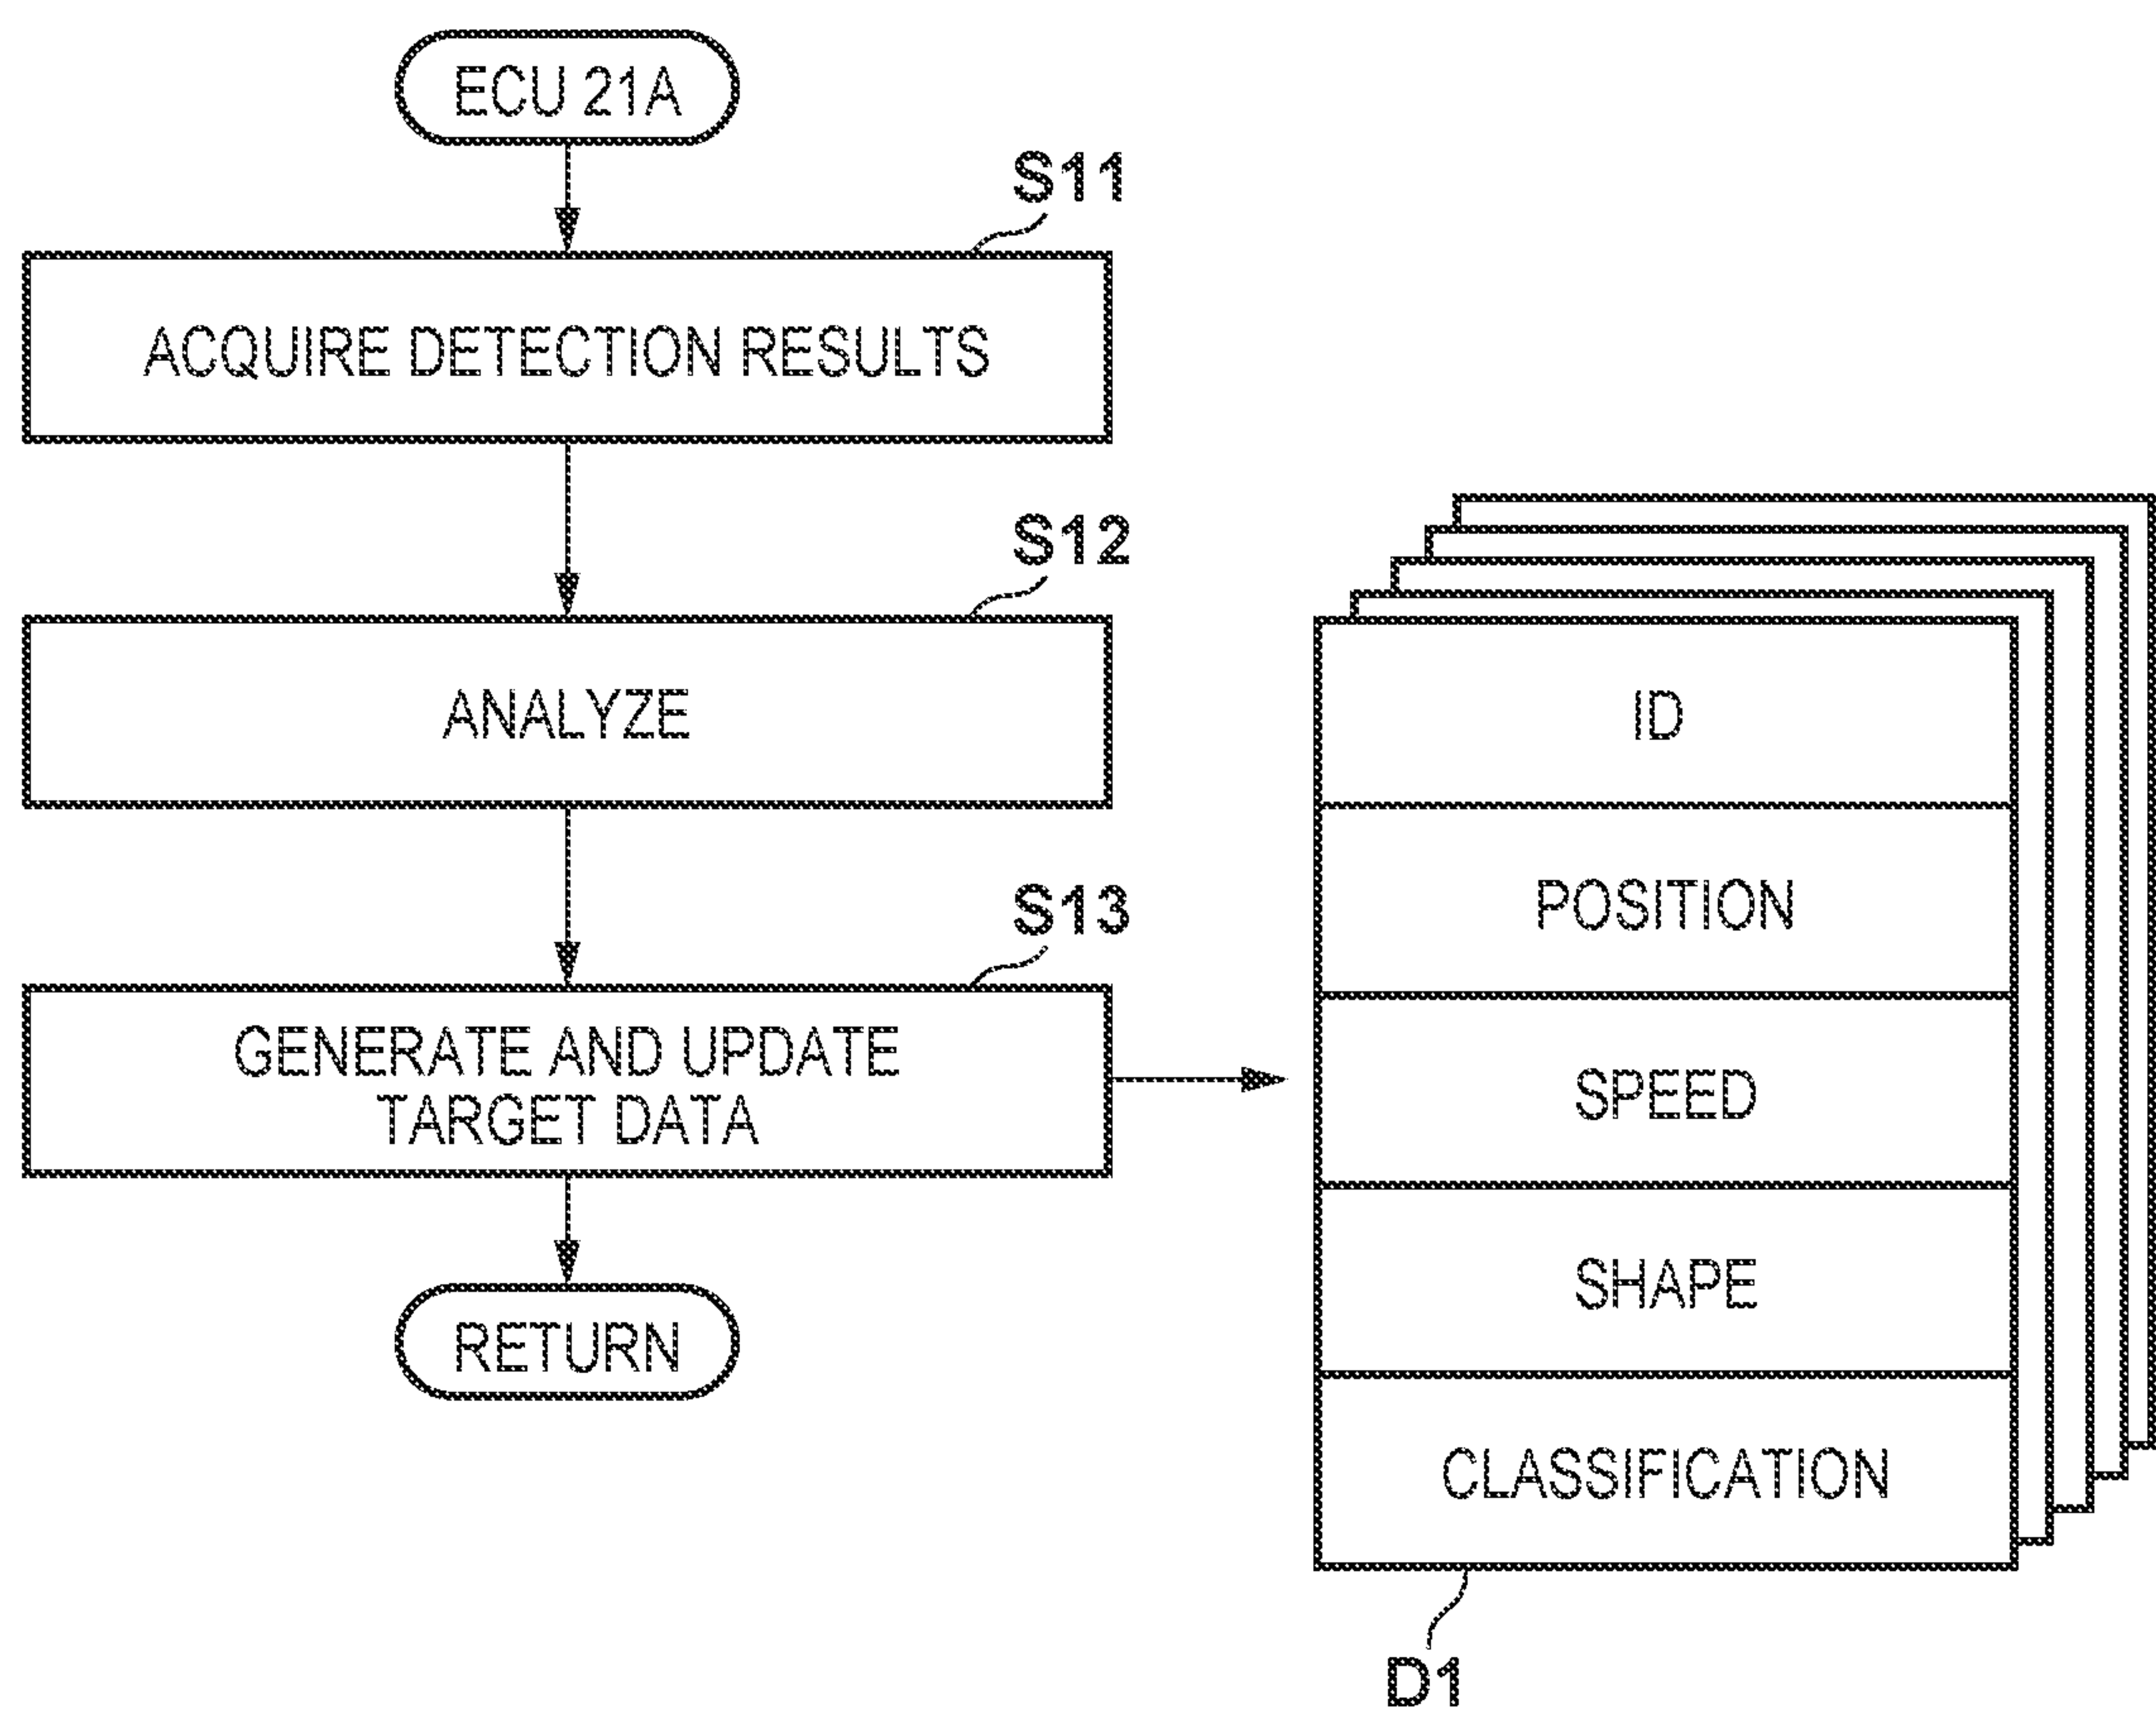 ECU 21A
S11
ACQUIRE DETECTION RESULTS
S12
ANALYZE
S13
GENERATE AND UPDATE
TARGET DATA
RETURN
ID
POSITION
SPEED
SHAPE
CLASSIFICATION
D1